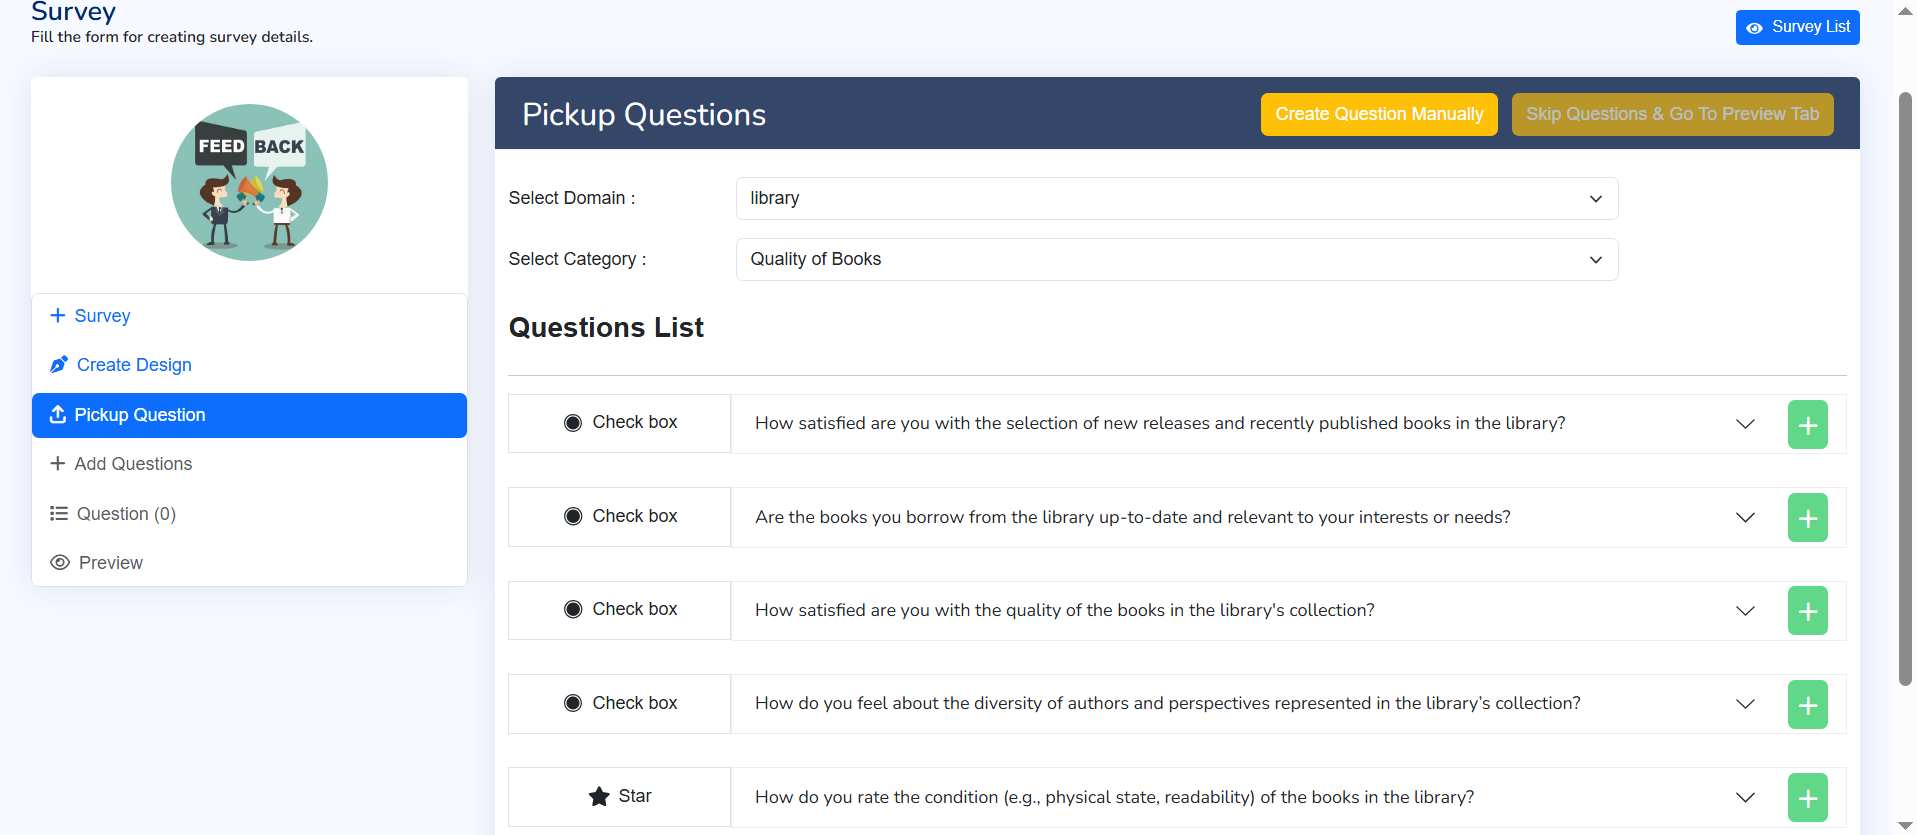 Survey
Fill the form for creating survey details.
Survey List
FEED BACK
Survey
Create Design
Pickup Question
Add Questions
Question (0)
Preview
Pickup Questions
Create Question Manually
Skip Questions & Go To Preview Tab
Select Domain :
library
Select Category :
Quality of Books
Questions List
Check box
How satisfied are you with the selection of new releases and recently published books in the library?
Check box
Are the books you borrow from the library up-to-date and relevant to your interests or needs?
Check box
How satisfied are you with the quality of the books in the library's collection?
Check box
How do you feel about the diversity of authors and perspectives represented in the library’s collection?
Star
How do you rate the condition (e.g., physical state, readability) of the books in the library?